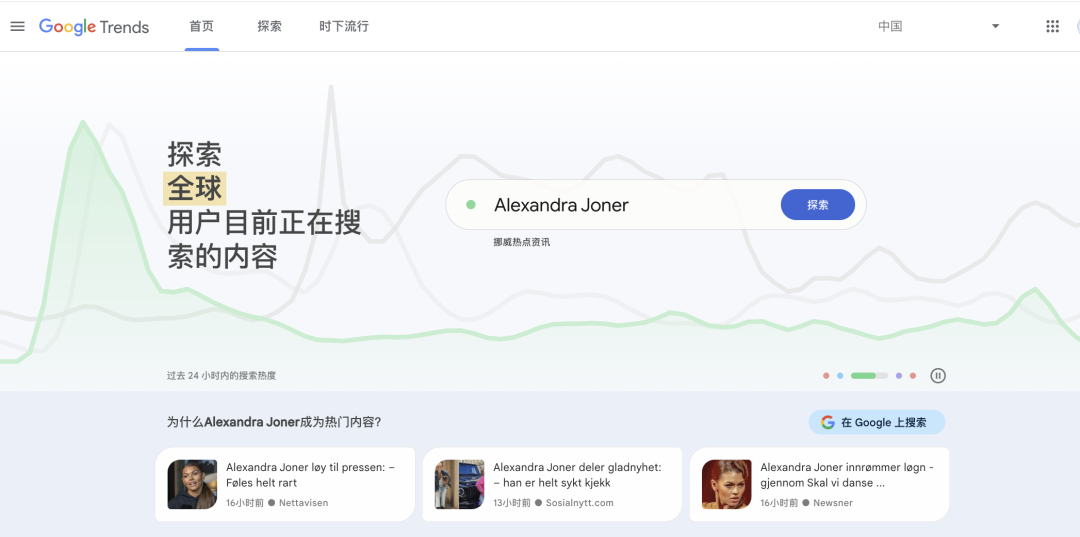 Google Trends
首页
探索
时下流行
中国
探索
全球
用户目前正在搜
索的内容
Alexandra Joner
探索
挪威热点资讯
过去 24 小时内的搜索热度
为什么Alexandra Joner成为热门内容?
在 Google 上搜索
Alexandra Joner løy til pressen: –
Føles helt rart
16小时前 ● Nettavisen
Alexandra Joner deler gladnyhet:
– han er helt sykt kjekk
13小时前 ● Sosialnytt.com
Alexandra Joner innrømmer løgn -
gjennom Skal vi danse ...
16小时前 ● Newsner